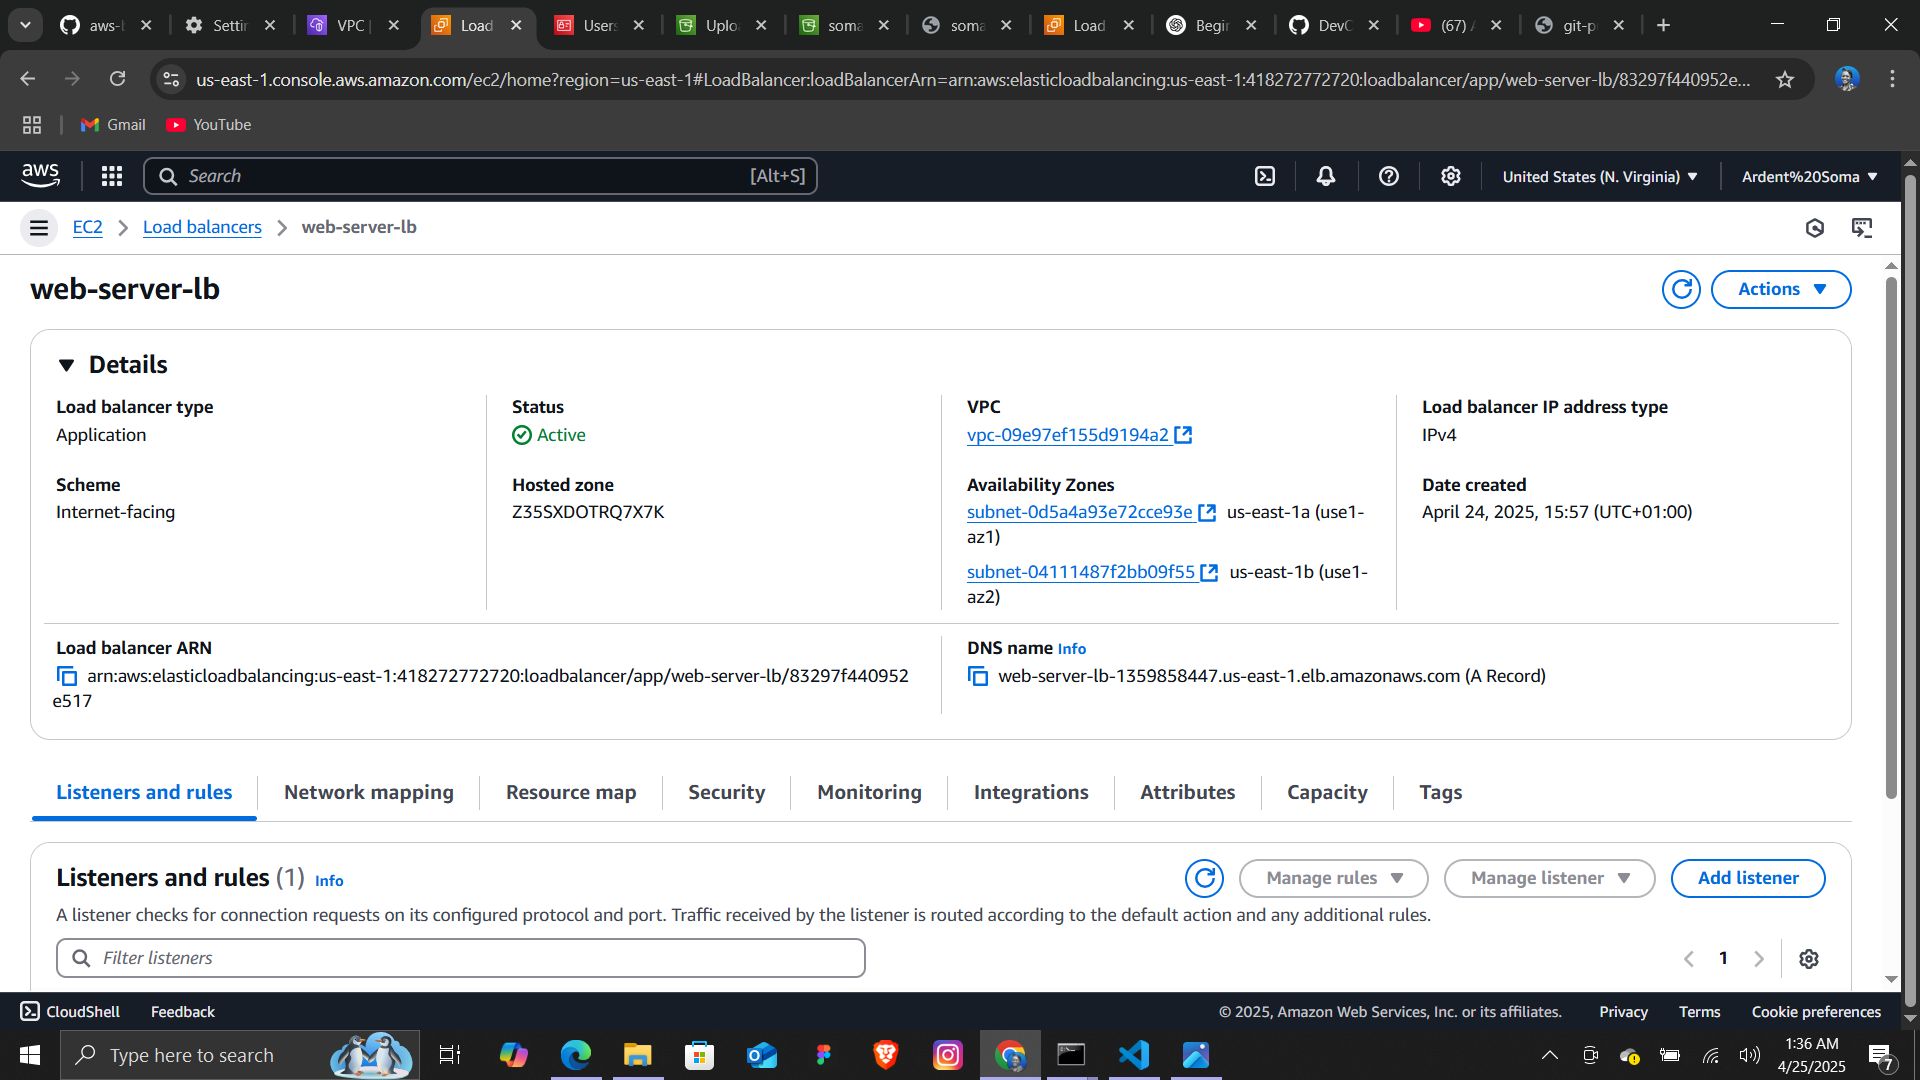 aws-l
Settin
VPC |
Load
Users
Uplo
soma
soma
Load
Begin
DevC
(67) A
git-p
us-east-1.console.aws.amazon.com/ec2/home?region=us-east-1#LoadBalancer:loadBalancerArn=arn:aws:elasticloadbalancing:us-east-1:418272772720:loadbalancer/app/web-server-lb/83297f440952e...
Gmail
YouTube
aws
Search
[Alt+S]
United States (N. Virginia)
Ardent%20Soma
EC2
Load balancers
web-server-lb
web-server-lb
Actions
Details
Load balancer type
Application
Status
Active
VPC
vpc-09e97ef155d9194a2
Load balancer IP address type
IPv4
Scheme
Internet-facing
Hosted zone
Z35SXDOTRQ7X7K
Availability Zones
subnet-0d5a4a93e72cce93e us-east-1a (use1-
az1)
subnet-04111487f2bb09f55 us-east-1b (use1-
az2)
Date created
April 24, 2025, 15:57 (UTC+01:00)
Load balancer ARN
arn:aws:elasticloadbalancing:us-east-1:418272772720:loadbalancer/app/web-server-lb/83297f440952
e517
DNS name Info
web-server-lb-1359858447.us-east-1.elb.amazonaws.com (A Record)
Listeners and rules
Network mapping
Resource map
Security
Monitoring
Integrations
Attributes
Capacity
Tags
Listeners and rules (1) Info
Manage rules
Manage listener
Add listener
A listener checks for connection requests on its configured protocol and port. Traffic received by the listener is routed according to the default action and any additional rules.
Filter listeners
1
CloudShell
Feedback
© 2025, Amazon Web Services, Inc. or its affiliates.
Privacy
Terms
Cookie preferences
Type here to search
1:36 AM
4/25/2025
7